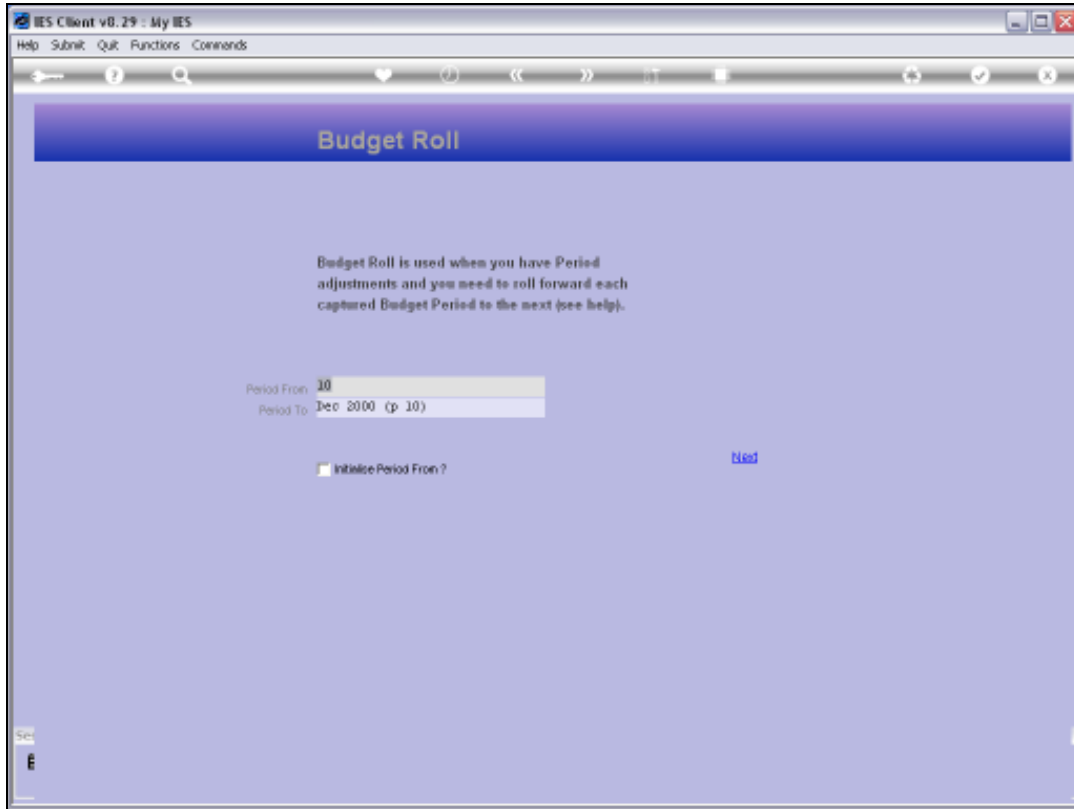 IES Client v8.29 : My IES
Help Submit Quit Functions Commands
Budget Roll
Budget Roll is used when you have Period
adjustments and you need to roll forward each
captured Budget Period to the next (see help).
Period From 10
Period To Dec 2000 (p 10)
Next
Initialise Period From ?